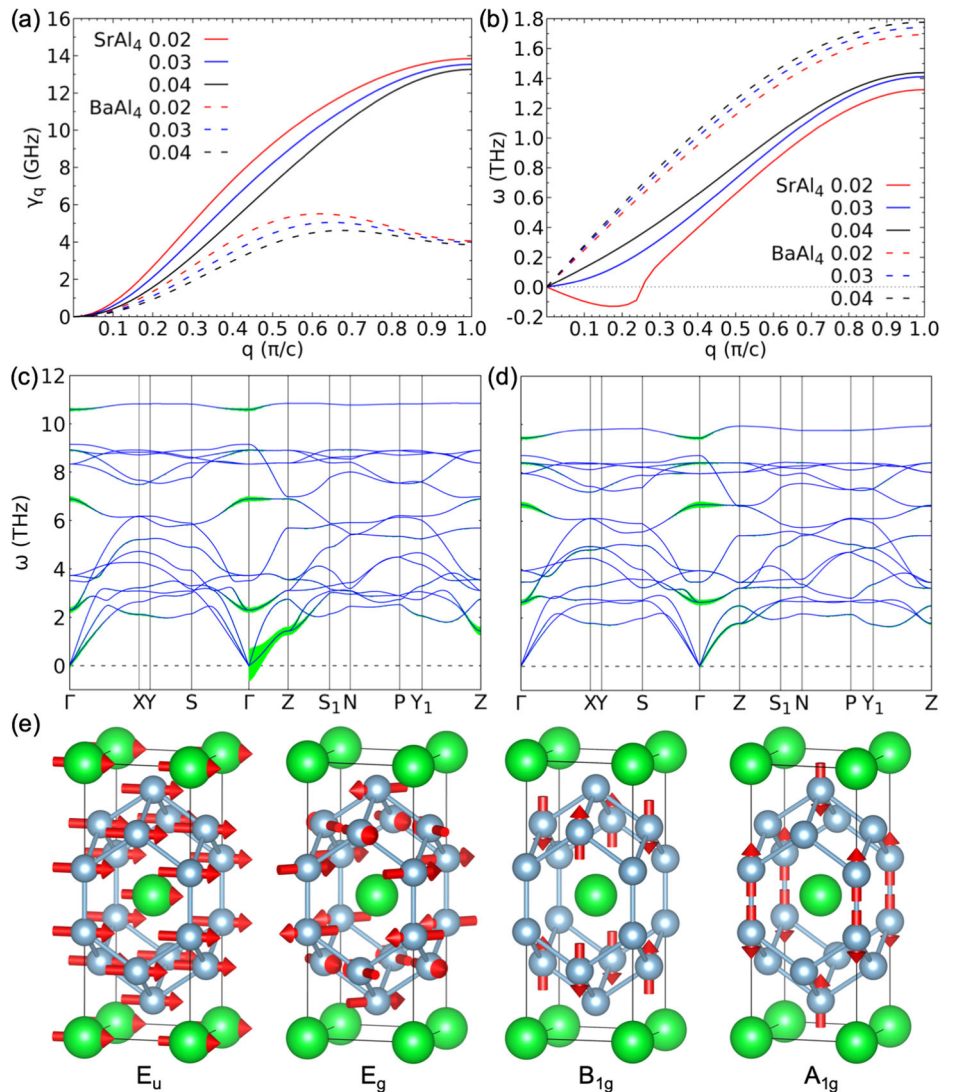 (a)
γq (GHz)
16
14
12
10
8
6
4
2
0
SrAl4 0.02
0.03
0.04
BaAl4 0.02
0.03
0.04
0.1 0.2 0.3 0.4 0.5 0.6 0.7 0.8 0.9 1.0
q (π/c)
(b)
ω (THz)
1.8
1.6
1.4
1.2
1.0
0.8
0.6
0.4
0.2
0.0
-0.2
SrAl4 0.02
0.03
0.04
BaAl4 0.02
0.03
0.04
0.1 0.2 0.3 0.4 0.5 0.6 0.7 0.8 0.9 1.0
q (π/c)
(c)
ω (THz)
12
10
8
6
4
2
0
Γ XY S Γ Z S1 N P Y1 Z
(d)
Γ XY S Γ Z S1 N P Y1 Z
(e)
Eu Eg B1g A1g